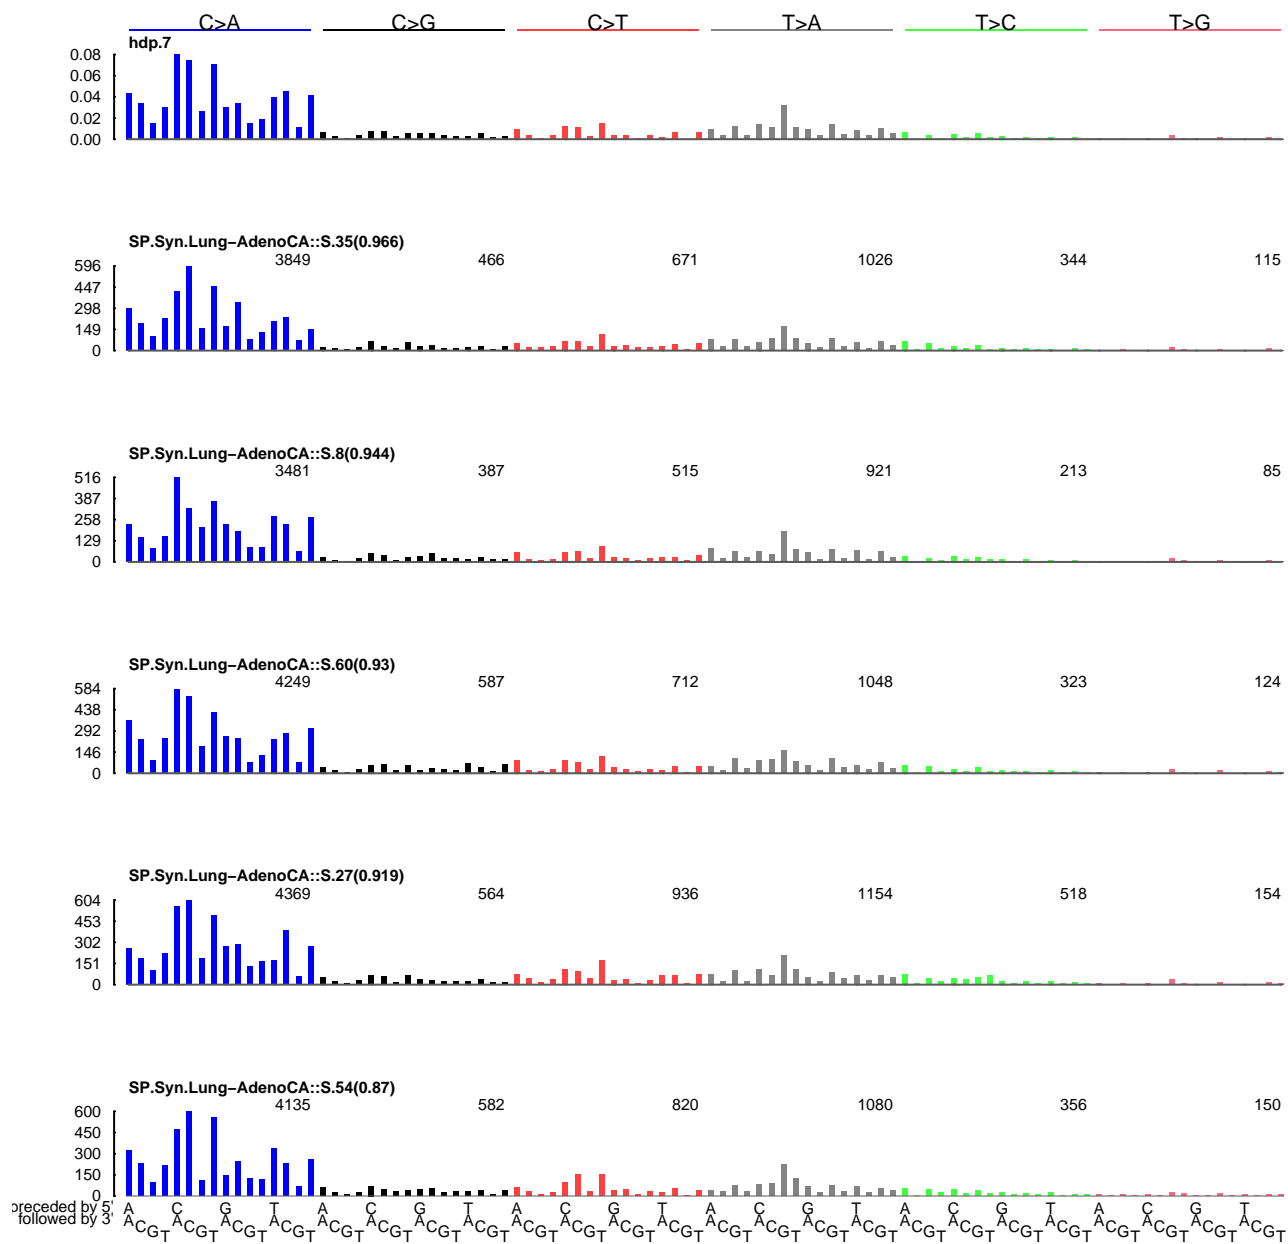 C>A C>G C>T T>A T>C T>G
hdp.7
0.08
0.06
0.04
0.02
0.00
SP.Syn.Lung−AdenoCA::S.35(0.966)
3849 466 671 1026 344 115
596
447
298
149
0
SP.Syn.Lung−AdenoCA::S.8(0.944)
3481 387 515 921 213 85
516
387
258
129
0
SP.Syn.Lung−AdenoCA::S.60(0.93)
4249 587 712 1048 323 124
584
438
292
146
0
SP.Syn.Lung−AdenoCA::S.27(0.919)
4369 564 936 1154 518 154
604
453
302
151
0
SP.Syn.Lung−AdenoCA::S.54(0.87)
4135 582 820 1080 356 150
600
450
300
150
0
preceded by 5' A C G T A C G T A C G T A C G T A C G T A C G T
followed by 3' A C G T A C G T A C G T A C G T A C G T A C G T A C G T A C G T A C G T A C G T A C G T A C G T A C G T A C G T A C G T A C G T A C G T A C G T A C G T A C G T A C G T A C G T A C G T A C G T